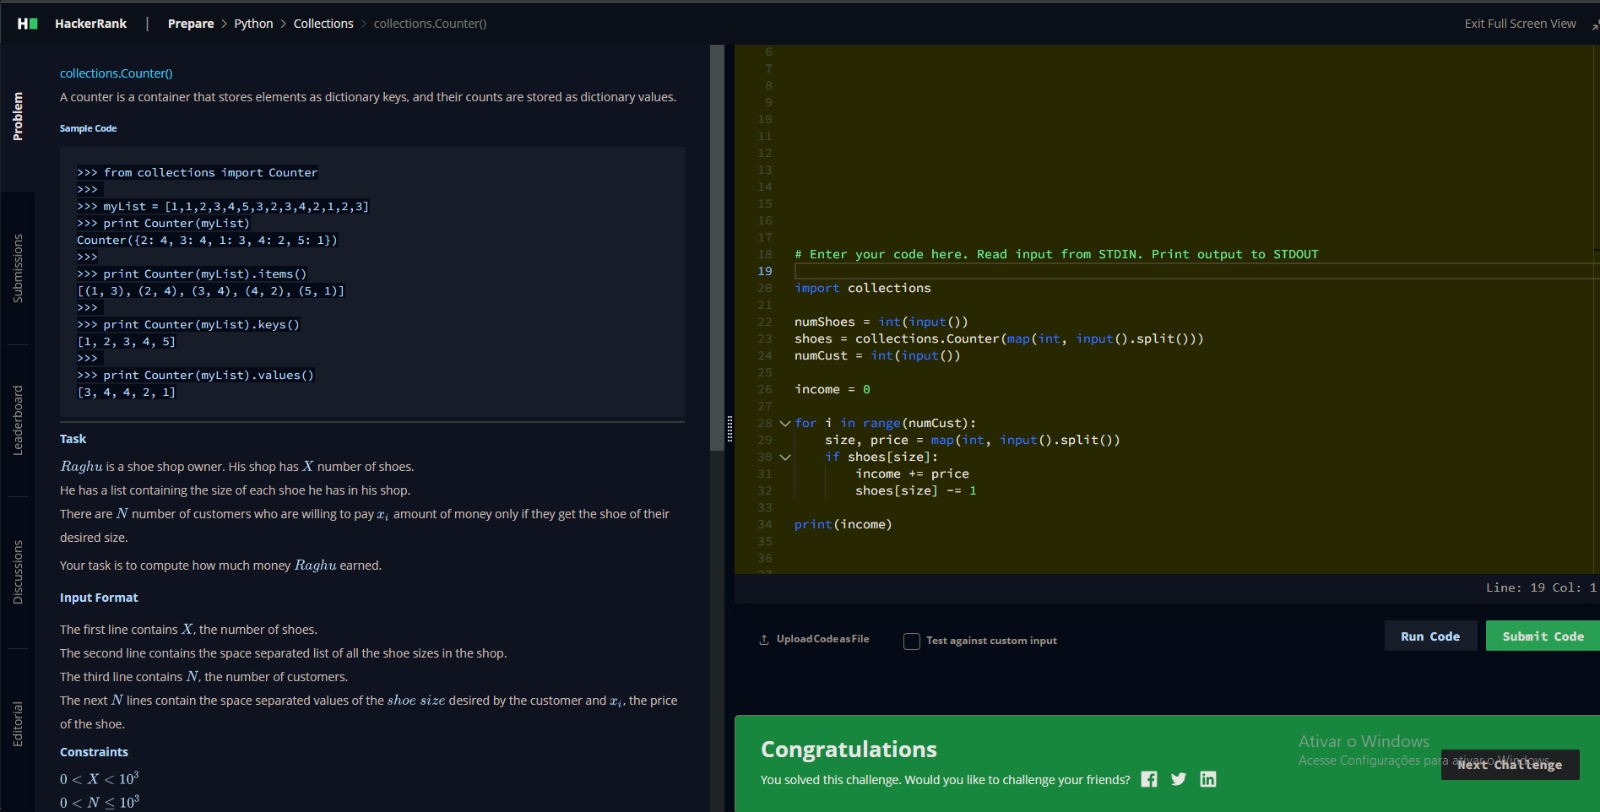 HackerRank | Prepare > Python > Collections > collections.Counter()
Exit Full Screen View
Problem
Submissions
Leaderboard
Discussions
Editorial
collections.Counter()
A counter is a container that stores elements as dictionary keys, and their counts are stored as dictionary values.
Sample Code
>>> from collections import Counter
>>>
>>> myList = [1,1,2,3,4,5,3,2,3,4,2,1,2,3]
>>> print Counter(myList)
Counter({2: 4, 3: 4, 1: 3, 4: 2, 5: 1})
>>>
>>> print Counter(myList).items()
[(1, 3), (2, 4), (3, 4), (4, 2), (5, 1)]
>>>
>>> print Counter(myList).keys()
[1, 2, 3, 4, 5]
>>>
>>> print Counter(myList).values()
[3, 4, 4, 2, 1]
Task
Raghu is a shoe shop owner. His shop has X number of shoes.
He has a list containing the size of each shoe he has in his shop.
There are N number of customers who are willing to pay xᵢ amount of money only if they get the shoe of their
desired size.
Your task is to compute how much money Raghu earned.
Input Format
The first line contains X, the number of shoes.
The second line contains the space separated list of all the shoe sizes in the shop.
The third line contains N, the number of customers.
The next N lines contain the space separated values of the shoe size desired by the customer and xᵢ, the price
of the shoe.
Constraints
0 < X < 10³
0 < N ≤ 10³
6
7
8
9
10
11
12
13
14
15
16
17
18 # Enter your code here. Read input from STDIN. Print output to STDOUT
19
20 import collections
21
22 numShoes = int(input())
23 shoes = collections.Counter(map(int, input().split()))
24 numCust = int(input())
25
26 income = 0
27
28 for i in range(numCust):
29 size, price = map(int, input().split())
30 if shoes[size]:
31 income += price
32 shoes[size] -= 1
33
34 print(income)
35
36
37
Line: 19 Col: 1
Upload Code as File
Test against custom input
Run Code
Submit Code
Congratulations
You solved this challenge. Would you like to challenge your friends?
Next Challenge
Ativar o Windows
Acesse Configurações para ativar o Windows.